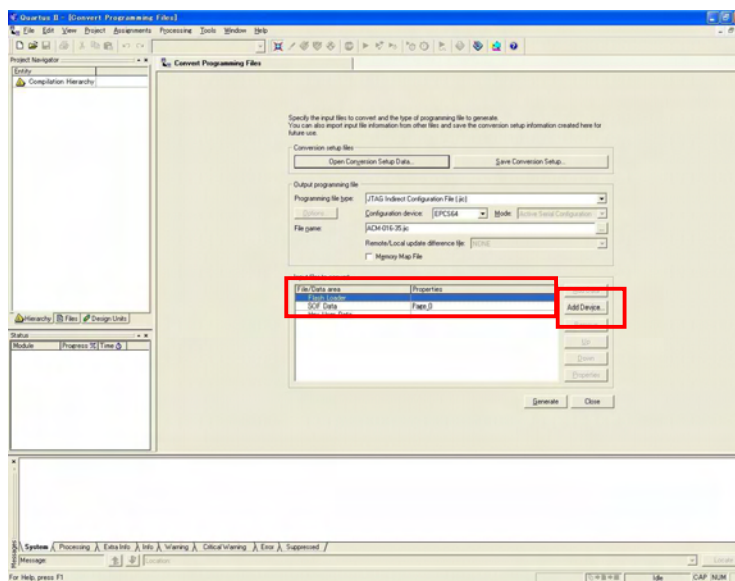 Quartus II - [Convert Programming Files]
File Edit View Project Assignments Processing Tools Window Help
Project Navigator
Entity
Compilation Hierarchy
Hierarchy Files Design Units
Status
Module Progress % Time
Convert Programming Files
Specify the input files to convert and the type of programming file to generate.
You can also import input file information from other files and save the conversion setup information created here for
future use.
Conversion setup files
Open Conversion Setup Data... Save Conversion Setup...
Output programming file
Programming file type: JTAG Indirect Configuration File (.jic)
Options... Configuration device: EPCS64 Mode: Active Serial Configuration
File name: ACM-016-35.jic ...
Remote/Local update difference file: NONE
Memory Map File
File/Data area Properties
Flash Loader
SOF Data Page_0
Add Device...
Up
Down
Properties
Generate Close
System Processing Extra Info Info Warning Critical Warning Error Suppressed
Messages
Message: Location: Locate
For Help, press F1 Idle CAP NUM